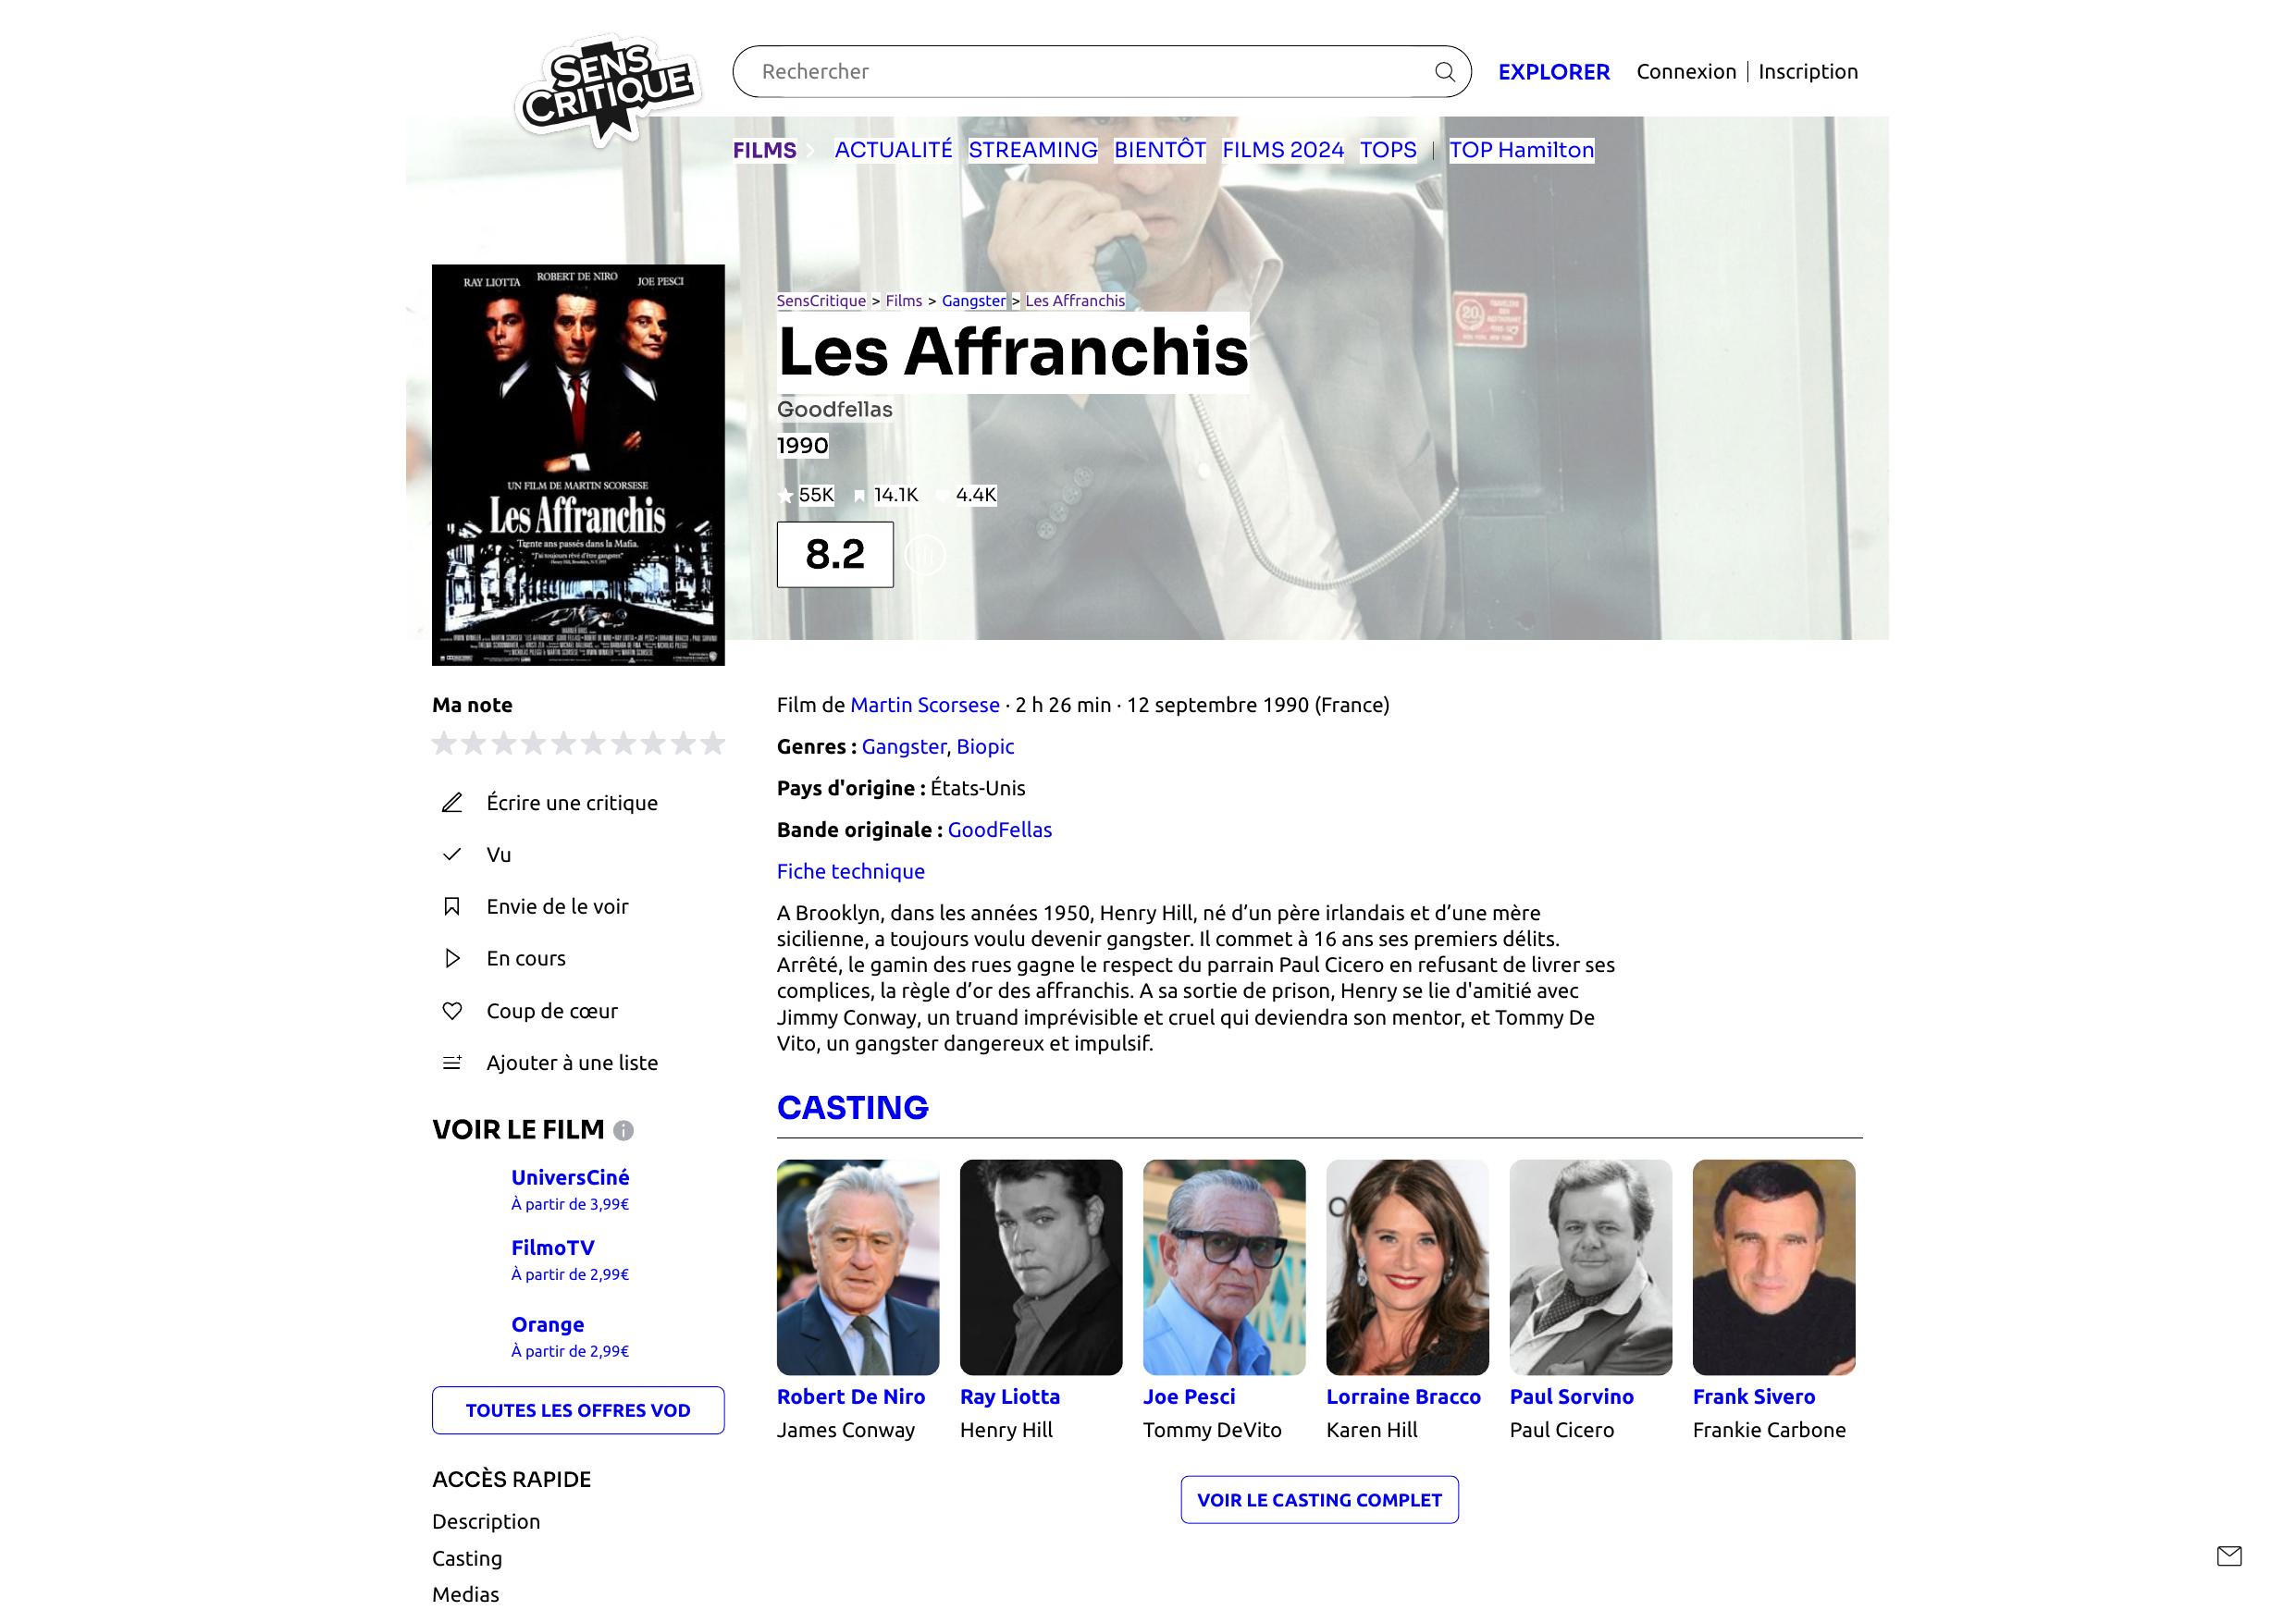 SENS
CRITIQUE
Rechercher
EXPLORER
Connexion | Inscription
FILMS
ACTUALITÉ STREAMING BIENTÔT FILMS 2024 TOPS | TOP Hamilton
RAY LIOTTA ROBERT DE NIRO JOE PESCI
UN FILM DE MARTIN SCORSESE
Les Affranchis
Trente ans passés dans la Mafia.
"J'ai toujours rêvé d'être gangster"
SensCritique > Films > Gangster > Les Affranchis
Les Affranchis
Goodfellas
1990
55K 14.1K 4.4K
8.2
20
Ma note
Écrire une critique
Vu
Envie de le voir
En cours
Coup de cœur
Ajouter à une liste
VOIR LE FILM
UniversCiné
À partir de 3,99€
FilmoTV
À partir de 2,99€
Orange
À partir de 2,99€
TOUTES LES OFFRES VOD
ACCÈS RAPIDE
Description
Casting
Medias
Film de Martin Scorsese · 2 h 26 min · 12 septembre 1990 (France)
Genres : Gangster, Biopic
Pays d'origine : États-Unis
Bande originale : GoodFellas
Fiche technique
A Brooklyn, dans les années 1950, Henry Hill, né d’un père irlandais et d’une mère
sicilienne, a toujours voulu devenir gangster. Il commet à 16 ans ses premiers délits.
Arrêté, le gamin des rues gagne le respect du parrain Paul Cicero en refusant de livrer ses
complices, la règle d’or des affranchis. A sa sortie de prison, Henry se lie d'amitié avec
Jimmy Conway, un truand imprévisible et cruel qui deviendra son mentor, et Tommy De
Vito, un gangster dangereux et impulsif.
CASTING
Robert De Niro
James Conway
Ray Liotta
Henry Hill
Joe Pesci
Tommy DeVito
Lorraine Bracco
Karen Hill
Paul Sorvino
Paul Cicero
Frank Sivero
Frankie Carbone
VOIR LE CASTING COMPLET